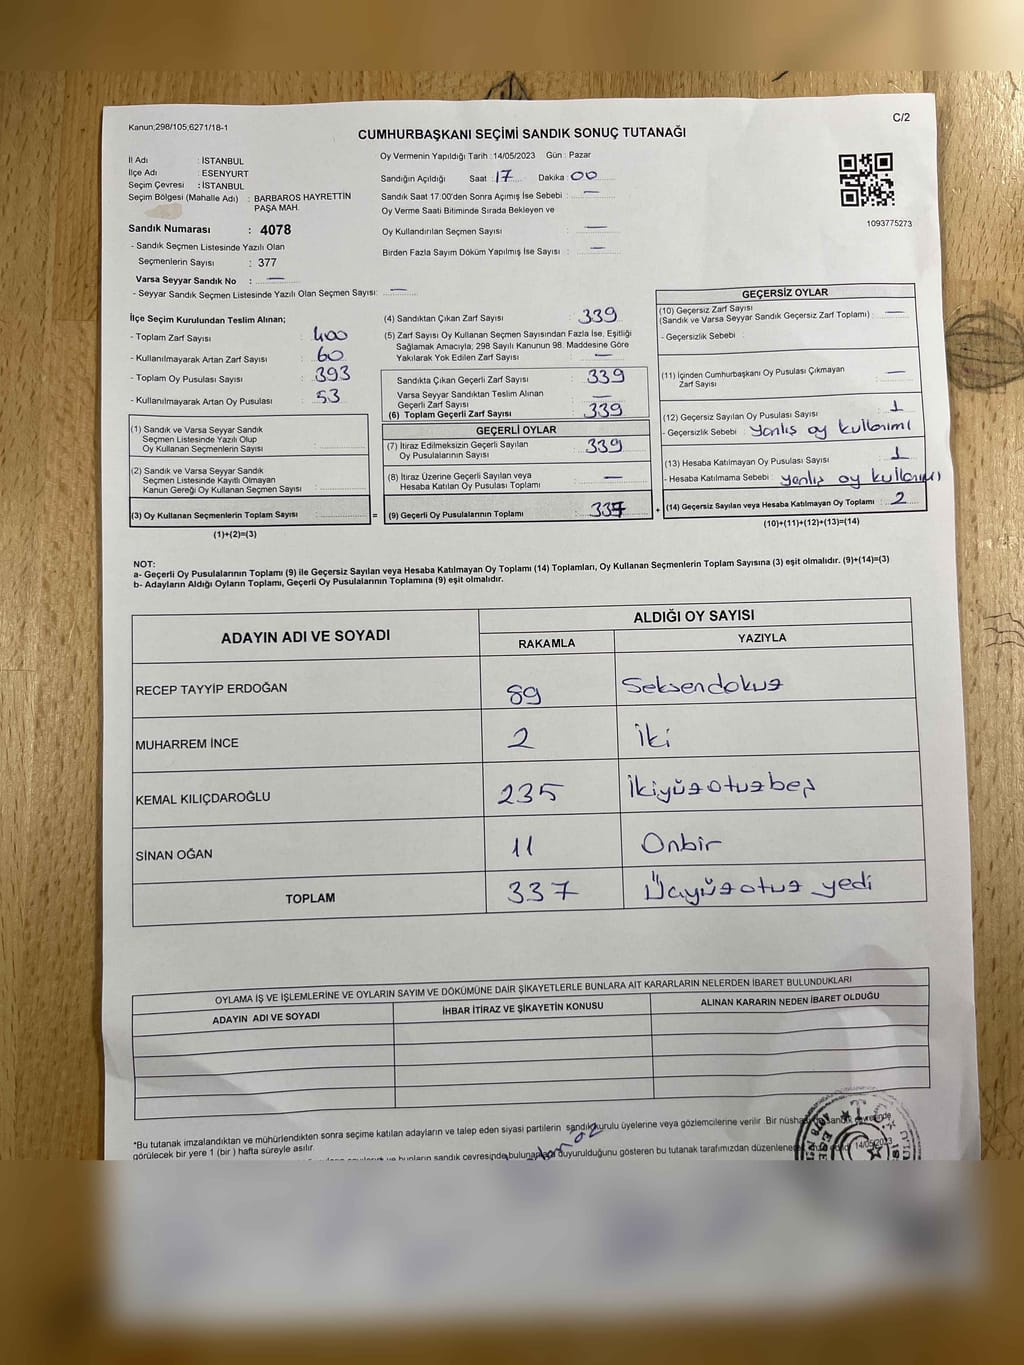 Kanun;298/105,6271/18-1
C/2
CUMHURBAŞKANI SEÇİMİ SANDIK SONUÇ TUTANAĞI
İl Adı : İSTANBUL
İlçe Adı : ESENYURT
Seçim Çevresi : İSTANBUL
Seçim Bölgesi (Mahalle Adı) : BARBAROS HAYRETTİN
PAŞA MAH.
Sandık Numarası : 4078
- Sandık Seçmen Listesinde Yazılı Olan
Seçmenlerin Sayısı : 377
Varsa Seyyar Sandık No : —
- Seyyar Sandık Seçmen Listesinde Yazılı Olan Seçmen Sayısı: —
Oy Vermenin Yapıldığı Tarih : 14/05/2023 Gün : Pazar
Sandığın Açıldığı Saat : 17 Dakika : 00
Sandık Saat 17:00'den Sonra Açımış İse Sebebi : —
Oy Verme Saati Bitiminde Sırada Bekleyen ve
Oy Kullandırılan Seçmen Sayısı : —
Birden Fazla Sayım Döküm Yapılmış İse Sayısı : —
1093775273
İlçe Seçim Kurulundan Teslim Alınan;
- Toplam Zarf Sayısı : 400
- Kullanılmayarak Artan Zarf Sayısı : 60
- Toplam Oy Pusulası Sayısı : 393
- Kullanılmayarak Artan Oy Pusulası : 53
(1) Sandık ve Varsa Seyyar Sandık
Seçmen Listesinde Yazılı Olup
Oy Kullanan Seçmenlerin Sayısı :
(2) Sandık ve Varsa Seyyar Sandık
Seçmen Listesinde Kayıtlı Olmayan
Kanun Gereği Oy Kullanan Seçmen Sayısı :
(3) Oy Kullanan Seçmenlerin Toplam Sayısı :
(1)+(2)=(3)
=
(4) Sandıktan Çıkan Zarf Sayısı : 339
(5) Zarf Sayısı Oy Kullanan Seçmen Sayısından Fazla İse, Eşitliği
Sağlamak Amacıyla; 298 Sayılı Kanunun 98. Maddesine Göre
Yakılarak Yok Edilen Zarf Sayısı : —
Sandıkta Çıkan Geçerli Zarf Sayısı : 339
Varsa Seyyar Sandıktan Teslim Alınan
Geçerli Zarf Sayısı : —
(6) Toplam Geçerli Zarf Sayısı : 339
GEÇERLİ OYLAR
(7) İtiraz Edilmeksizin Geçerli Sayılan
Oy Pusulalarının Sayısı : 339
(8) İtiraz Üzerine Geçerli Sayılan veya
Hesaba Katılan Oy Pusulası Toplamı : —
(9) Geçerli Oy Pusulalarının Toplamı : 337
+
GEÇERSİZ OYLAR
(10) Geçersiz Zarf Sayısı
(Sandık ve Varsa Seyyar Sandık Geçersiz Zarf Toplamı) : —
- Geçersizlik Sebebi :
(11) İçinden Cumhurbaşkanı Oy Pusulası Çıkmayan
Zarf Sayısı : —
(12) Geçersiz Sayılan Oy Pusulası Sayısı : 1
- Geçersizlik Sebebi : Yanlış oy kullanımı
(13) Hesaba Katılmayan Oy Pusulası Sayısı : 1
- Hesaba Katılmama Sebebi : yanlış oy kullanımı
(14) Geçersiz Sayılan veya Hesaba Katılmayan Oy Toplamı : 2
(10)+(11)+(12)+(13)=(14)
NOT:
a- Geçerli Oy Pusulalarının Toplamı (9) ile Geçersiz Sayılan veya Hesaba Katılmayan Oy Toplamı (14) Toplamları, Oy Kullanan Seçmenlerin Toplam Sayısına (3) eşit olmalıdır. (9)+(14)=(3)
b- Adayların Aldığı Oyların Toplamı, Geçerli Oy Pusulalarının Toplamına (9) eşit olmalıdır.
ADAYIN ADI VE SOYADI ALDIĞI OY SAYISI
RAKAMLA YAZIYLA
RECEP TAYYİP ERDOĞAN 89 Seksendokuz
MUHARREM İNCE 2 İki
KEMAL KILIÇDAROĞLU 235 İkiyüzotuzbeş
SİNAN OĞAN 11 Onbir
TOPLAM 337 Üçyüzotuz yedi
OYLAMA İŞ VE İŞLEMLERİNE VE OYLARIN SAYIM VE DÖKÜMÜNE DAİR ŞİKAYETLERLE BUNLARA AİT KARARLARIN NELERDEN İBARET BULUNDUKLARI
ADAYIN ADI VE SOYADI İHBAR İTİRAZ VE ŞİKAYETİN KONUSU ALINAN KARARIN NEDEN İBARET OLDUĞU
*Bu tutanak imzalandıktan ve mühürlendikten sonra seçime katılan adayların ve talep eden siyasi partilerin sandık kurulu üyelerine veya gözlemcilerine verilir. Bir nüsha sandık çevresinde
görülecek bir yere 1 (bir ) hafta süreyle asılır.
bunların sandık çevresinde bulunanlara duyurulduğunu gösteren bu tutanak tarafımızdan 14/05/2023